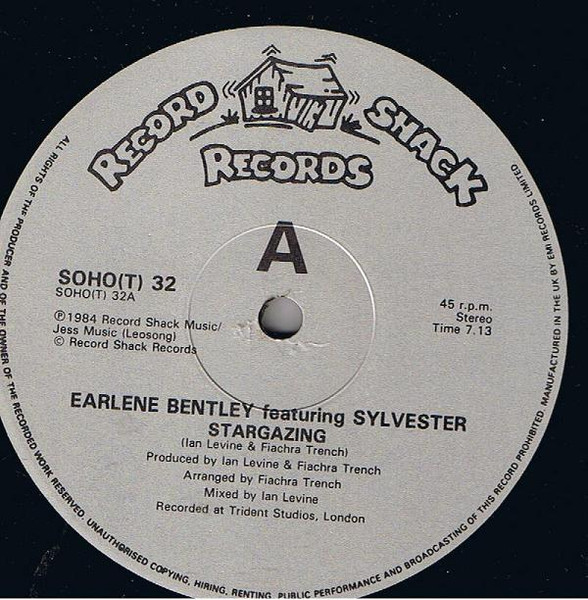 RECORD SHACK
RECORDS
A
SOHO(T) 32
SOHO(T) 32A
℗1984 Record Shack Music/
Jess Music (Leosong)
© Record Shack Records
45 r.p.m.
Stereo
Time 7.13
EARLENE BENTLEY featuring SYLVESTER
STARGAZING
(Ian Levine & Fiachra Trench)
Produced by Ian Levine & Fiachra Trench
Arranged by Fiachra Trench
Mixed by Ian Levine
Recorded at Trident Studios, London
ALL RIGHTS OF THE PRODUCER AND OF THE OWNER OF THE RECORDED WORK RESERVED. UNAUTHORISED COPYING, HIRING, RENTING, PUBLIC PERFORMANCE AND BROADCASTING OF THIS RECORD PROHIBITED. MANUFACTURED IN THE UK BY EMI RECORDS LIMITED